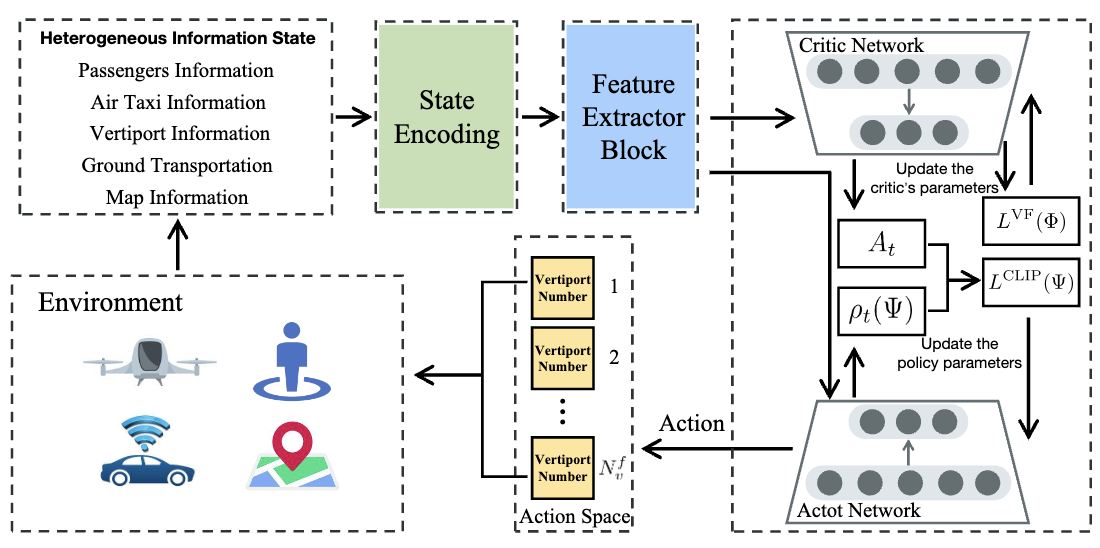 Heterogeneous Information State
Passengers Information
Air Taxi Information
Vertiport Information
Ground Transportation
Map Information
State
Encoding
Feature
Extractor
Block
Critic Network
Update the
critic's parameters
L^VF(Φ)
A_t
L^CLIP(Ψ)
ρ_t(Ψ)
Update the
policy parameters
Actot Network
Action
Environment
Vertiport
Number
1
Vertiport
Number
2
Vertiport
Number
N_v^f
Action Space